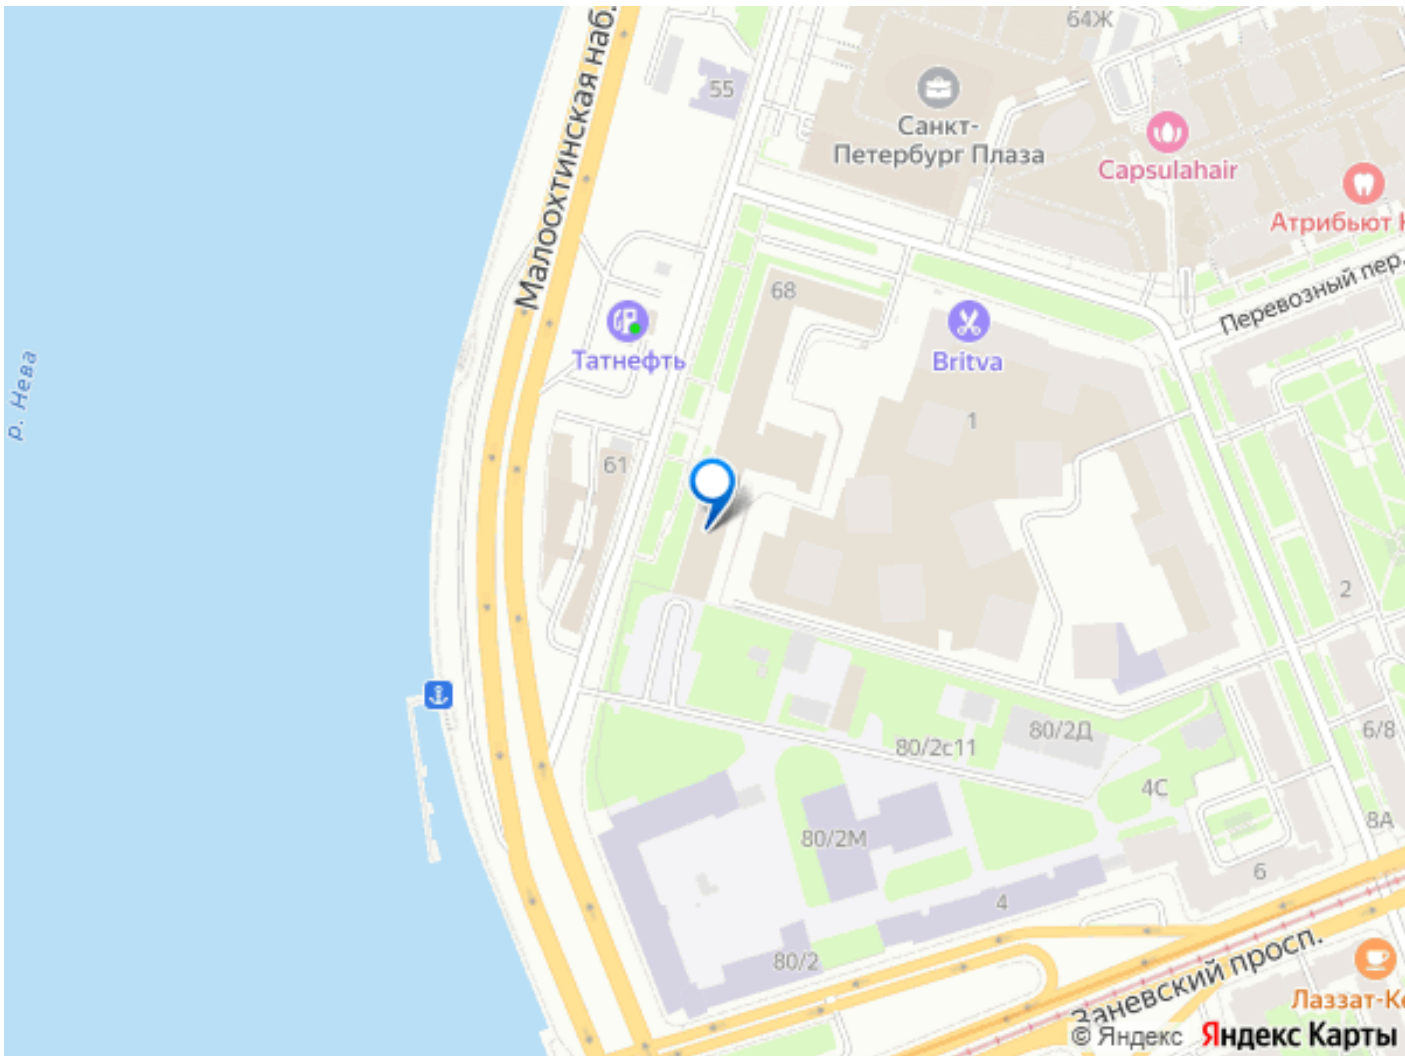 64Ж
55
Малоохтинская наб.
Санкт-
Петербург Плаза
Capsulahair
Атрибьют К
Перевозный пер.
68
Татнефть
Britva
р. Нева
1
61
2
80/2с11
80/2Д
6/8
4С
8А
80/2М
6
4
80/2
Заневский просп.
Лаззат-Ке
© Яндекс Яндекс Карты